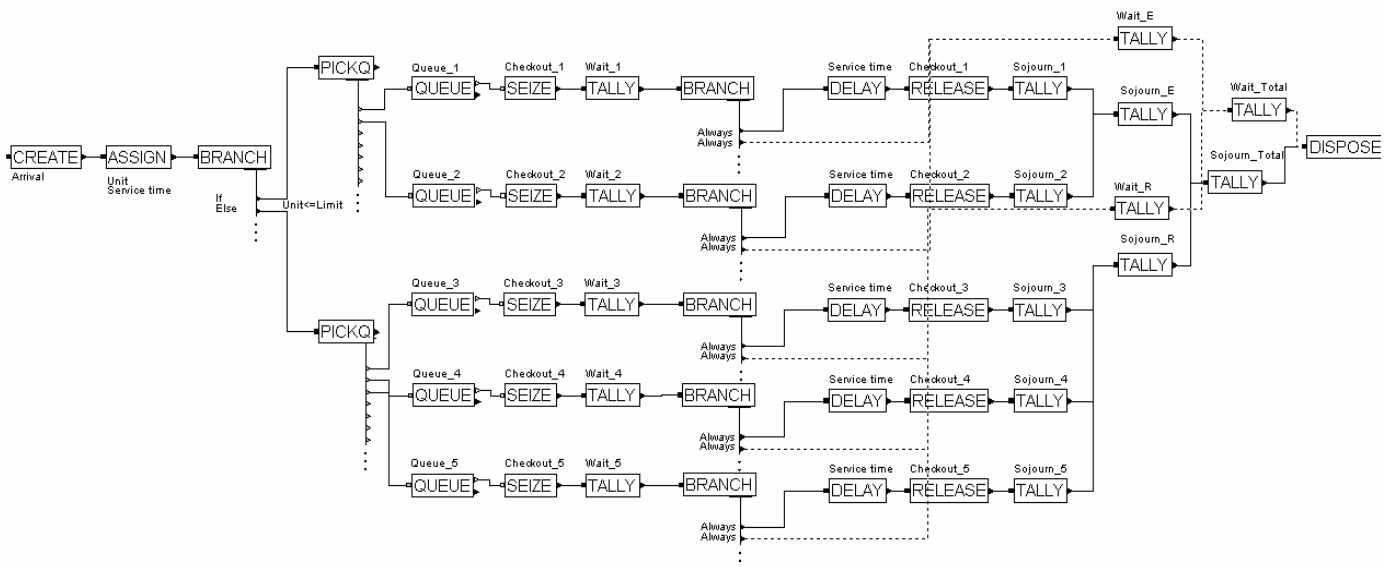 Wait_E
TALLY
PICKQ
Queue_1
QUEUE
Checkout_1
SEIZE
Wait_1
TALLY
BRANCH
Always
Always
Service time
DELAY
Checkout_1
RELEASE
Sojourn_1
TALLY
Sojourn_E
TALLY
Wait_Total
TALLY
CREATE
Arrival
ASSIGN
Unit
Service time
BRANCH
If
Else
Unit<=Limit
Sojourn_Total
TALLY
DISPOSE
Queue_2
QUEUE
Checkout_2
SEIZE
Wait_2
TALLY
BRANCH
Always
Always
Service time
DELAY
Checkout_2
RELEASE
Sojourn_2
TALLY
Wait_R
TALLY
Sojourn_R
TALLY
PICKQ
Queue_3
QUEUE
Checkout_3
SEIZE
Wait_3
TALLY
BRANCH
Always
Always
Service time
DELAY
Checkout_3
RELEASE
Sojourn_3
TALLY
Queue_4
QUEUE
Checkout_4
SEIZE
Wait_4
TALLY
BRANCH
Always
Always
Service time
DELAY
Checkout_4
RELEASE
Sojourn_4
TALLY
Queue_5
QUEUE
Checkout_5
SEIZE
Wait_5
TALLY
BRANCH
Always
Always
Service time
DELAY
Checkout_5
RELEASE
Sojourn_5
TALLY